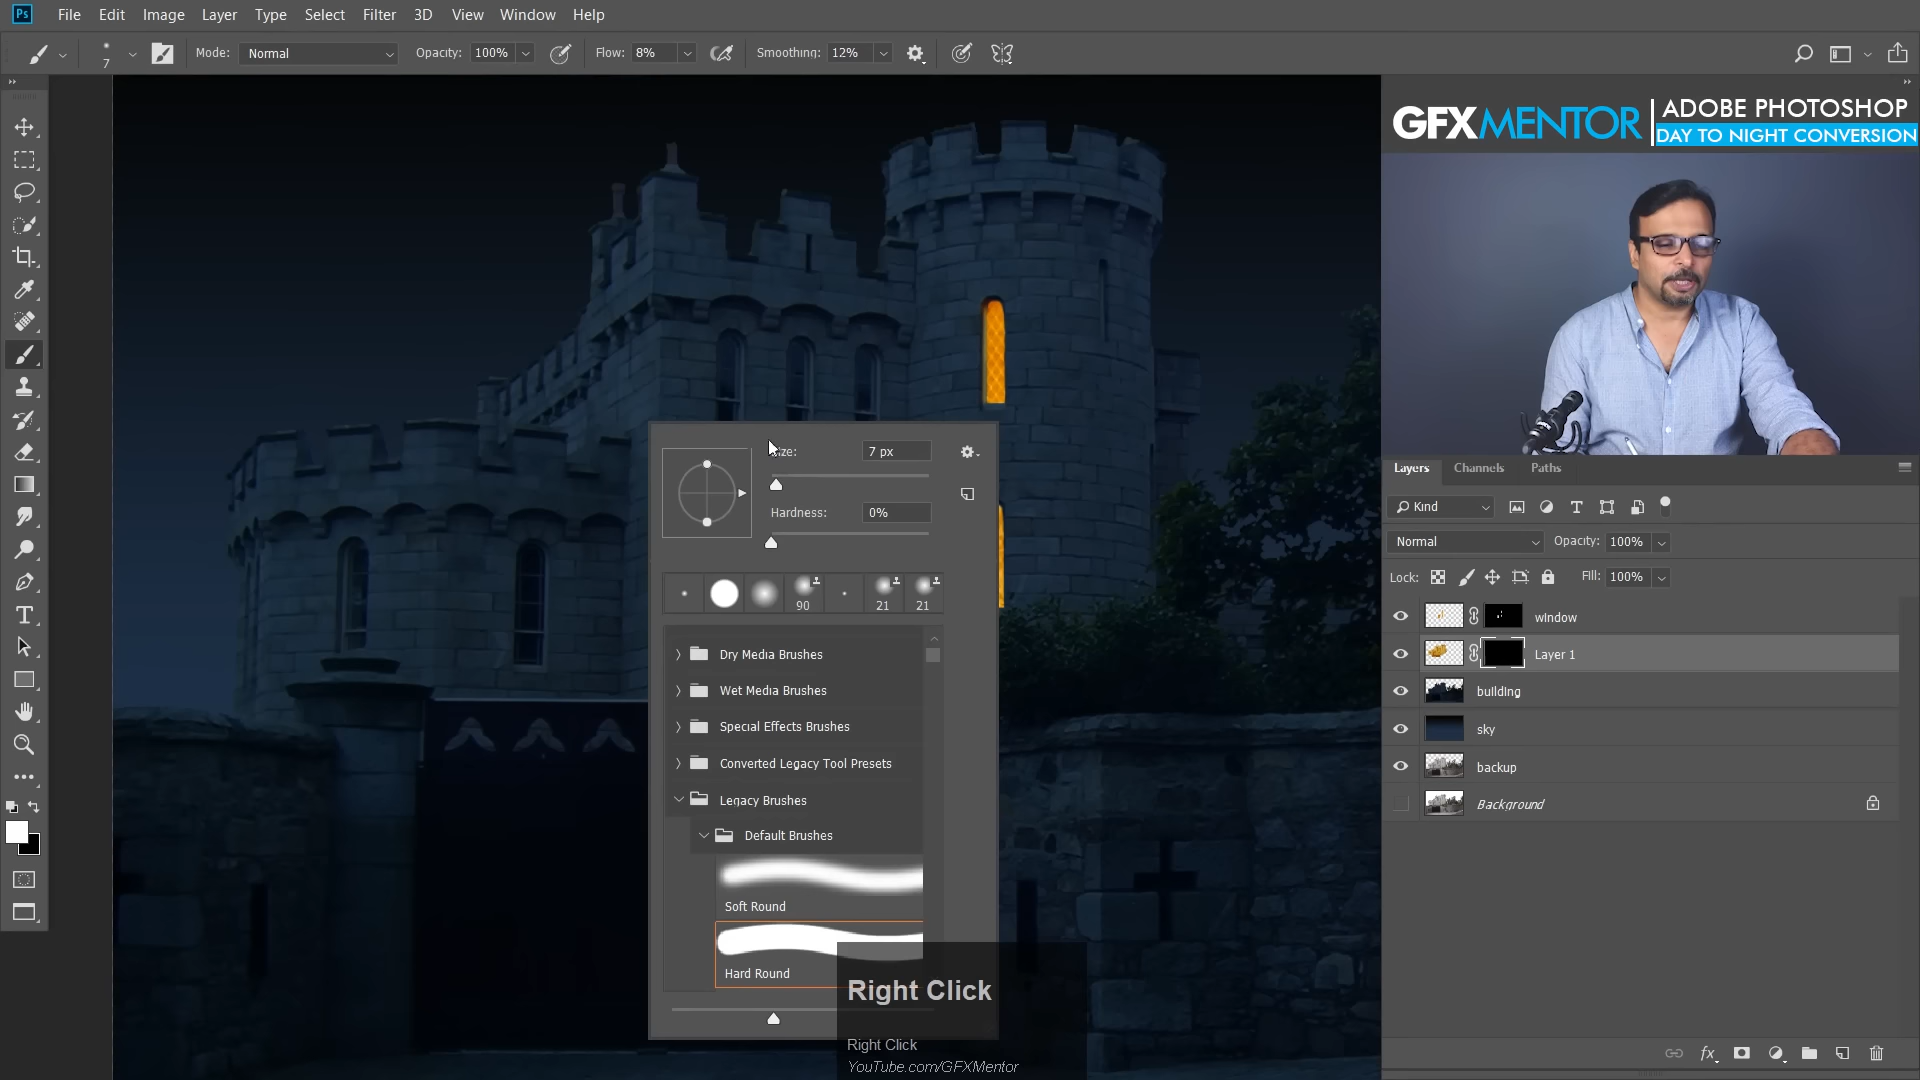 Ps File Edit Image Layer Type Select Filter 3D View Window Help
7 Mode: Normal Opacity: 100% Flow: 8% Smoothing: 12%
GFXMENTOR ADOBE PHOTOSHOP
DAY TO NIGHT CONVERSION
Size: 7 px
Hardness: 0%
90 21 21
Dry Media Brushes
Wet Media Brushes
Special Effects Brushes
Converted Legacy Tool Presets
Legacy Brushes
Default Brushes
Soft Round
Hard Round
Right Click
Right Click
YouTube.com/GFXMentor
Layers Channels Paths
Kind
Normal Opacity: 100%
Lock: Fill: 100%
window
Layer 1
building
sky
backup
Background
fx